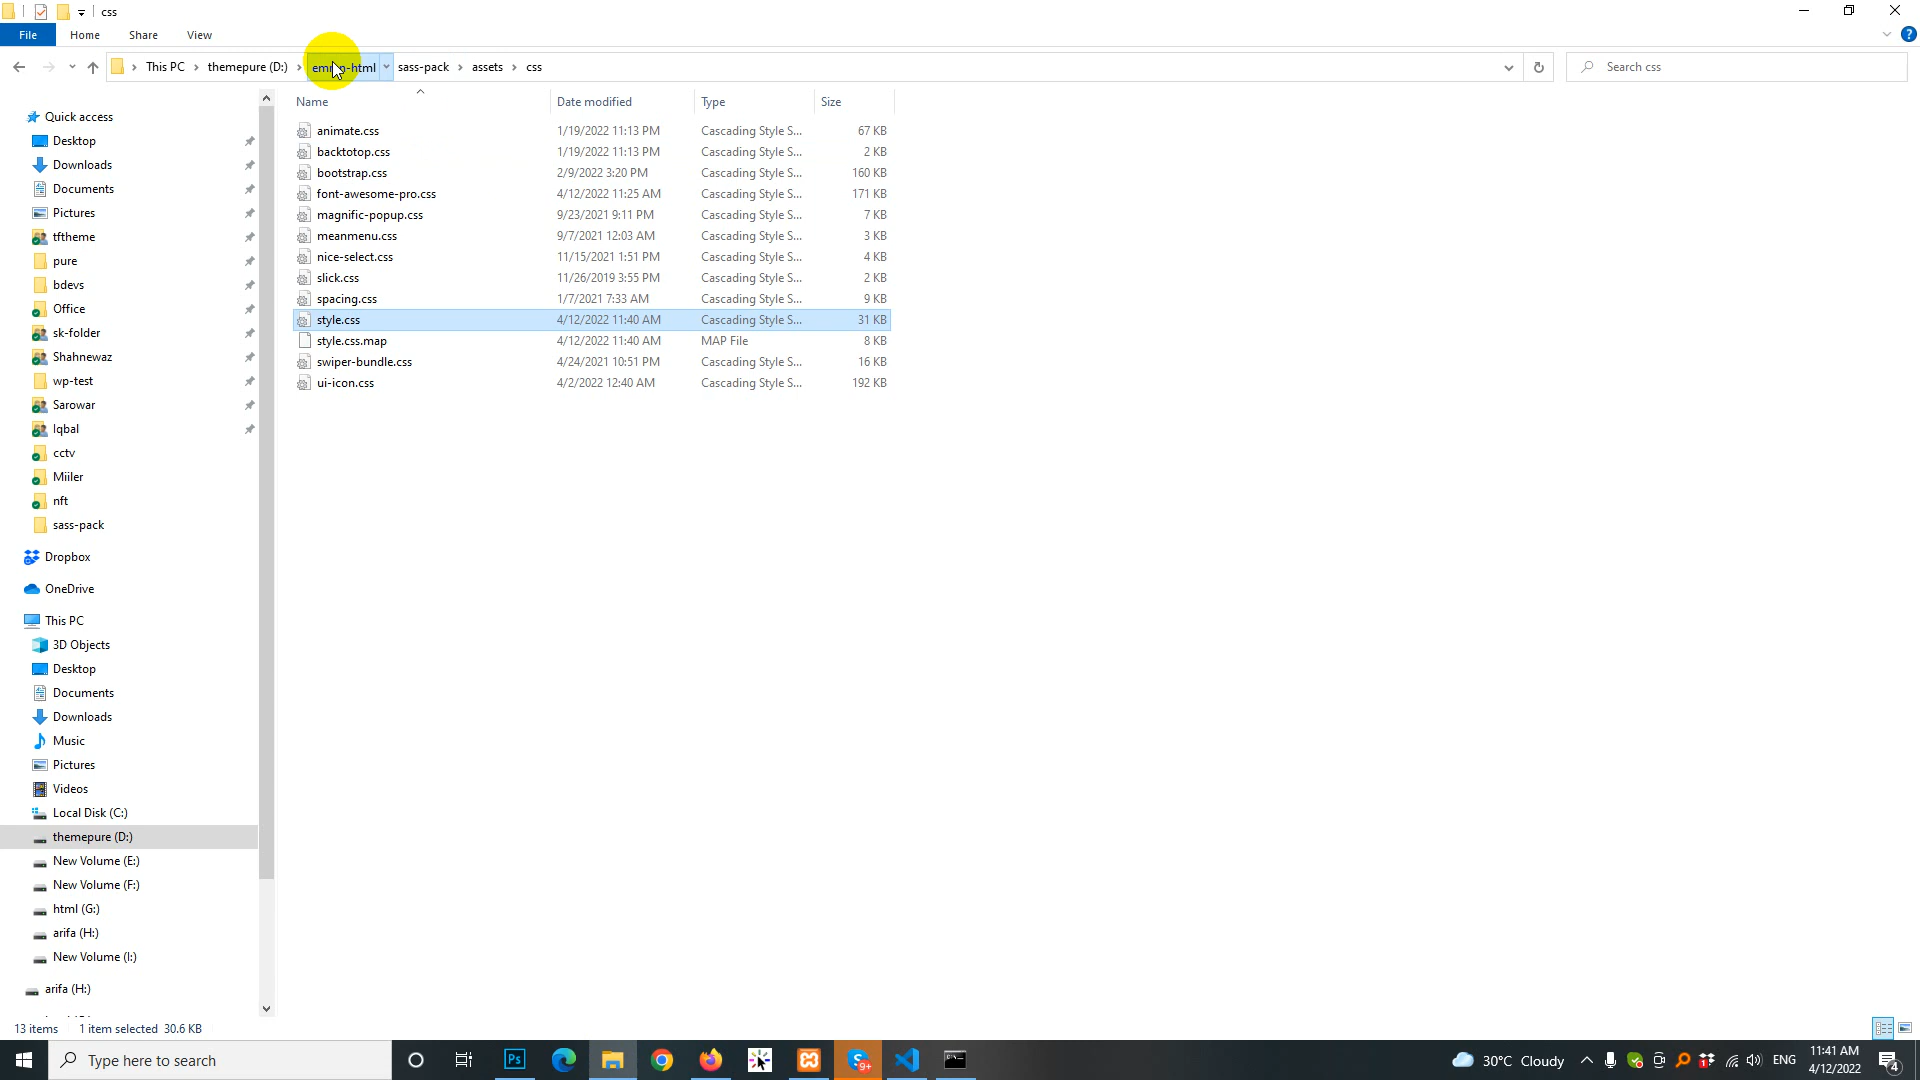 css
File Home Share View
This PC themepure (D:) sass-pack assets css Search css
Name Date modified Type Size
animate.css 1/19/2022 11:13 PM Cascading Style S... 67 KB
backtotop.css 1/19/2022 11:13 PM Cascading Style S... 2 KB
bootstrap.css 2/9/2022 3:20 PM Cascading Style S... 160 KB
font-awesome-pro.css 4/12/2022 11:25 AM Cascading Style S... 171 KB
magnific-popup.css 9/23/2021 9:11 PM Cascading Style S... 7 KB
meanmenu.css 9/7/2021 12:03 AM Cascading Style S... 3 KB
nice-select.css 11/15/2021 1:51 PM Cascading Style S... 4 KB
slick.css 11/26/2019 3:55 PM Cascading Style S... 2 KB
spacing.css 1/7/2021 7:33 AM Cascading Style S... 9 KB
style.css 4/12/2022 11:40 AM Cascading Style S... 31 KB
style.css.map 4/12/2022 11:40 AM MAP File 8 KB
swiper-bundle.css 4/24/2021 10:51 PM Cascading Style S... 16 KB
ui-icon.css 4/2/2022 12:40 AM Cascading Style S... 192 KB
Quick access
Desktop
Downloads
Documents
Pictures
tftheme
pure
bdevs
Office
sk-folder
Shahnewaz
wp-test
Sarowar
Iqbal
cctv
Miiler
nft
sass-pack
Dropbox
OneDrive
This PC
3D Objects
Desktop
Documents
Downloads
Music
Pictures
Videos
Local Disk (C:)
themepure (D:)
New Volume (E:)
New Volume (F:)
html (G:)
arifa (H:)
New Volume (I:)
arifa (H:)
13 items 1 item selected 30.6 KB
Type here to search Ps 9+ 30°C Cloudy ENG 11:41 AM
4/12/2022 4